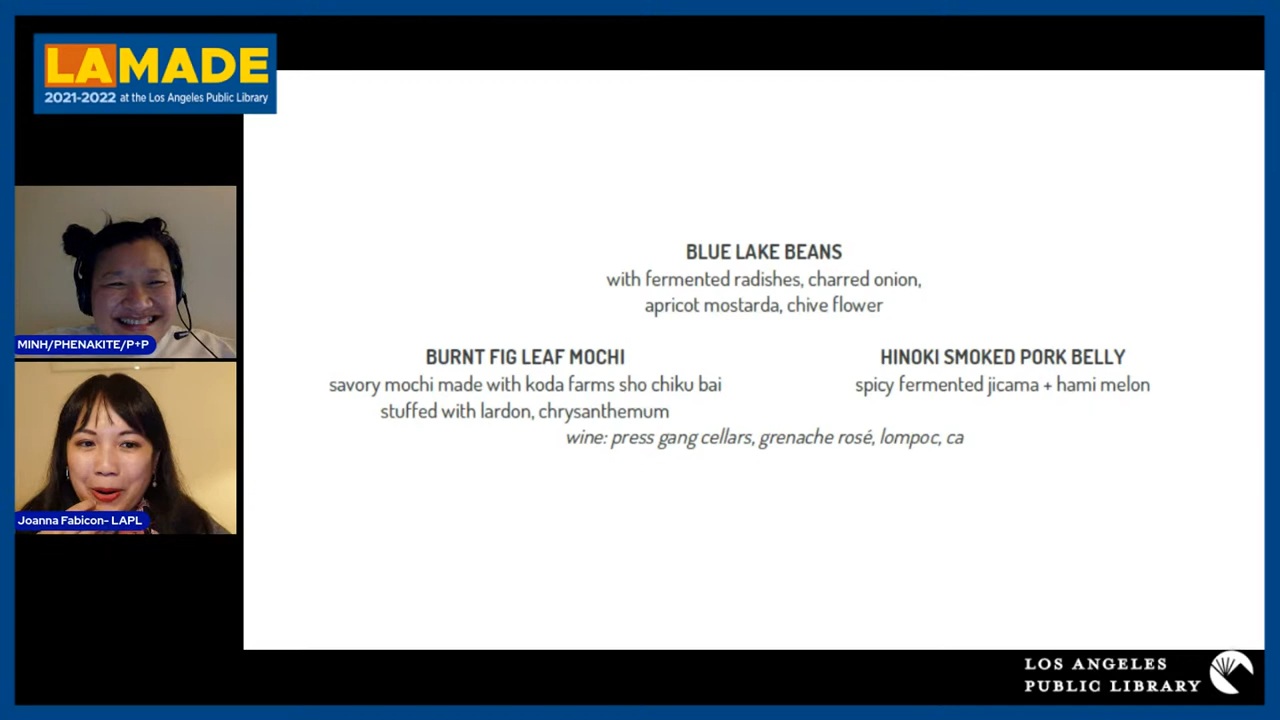 LAMADE
2021-2022 at the Los Angeles Public Library
MINH/PHENAKITE/P+P
Joanna Fabicon- LAPL
BLUE LAKE BEANS
with fermented radishes, charred onion,
apricot mostarda, chive flower
BURNT FIG LEAF MOCHI
savory mochi made with koda farms sho chiku bai
stuffed with lardon, chrysanthemum
HINOKI SMOKED PORK BELLY
spicy fermented jicama + hami melon
wine: press gang cellars, grenache rosé, lompoc, ca
LOS ANGELES
PUBLIC LIBRARY